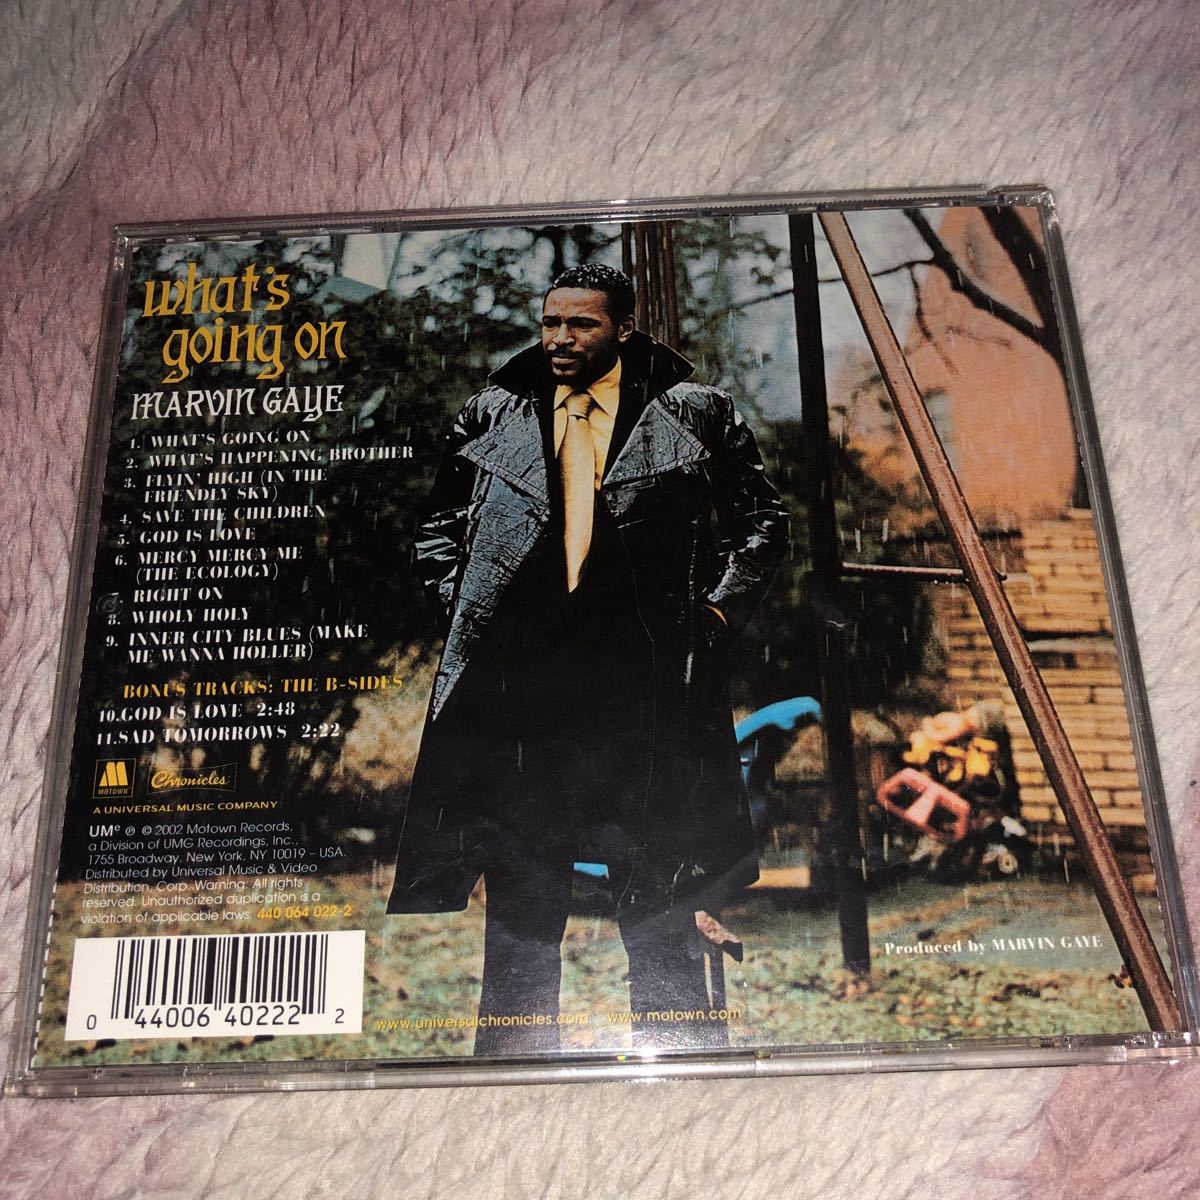 what's
going on
MARVIN GAYE
1. WHAT'S GOING ON
2. WHAT'S HAPPENING BROTHER
3. FLYIN' HIGH (IN THE
FRIENDLY SKY)
4. SAVE THE CHILDREN
5. GOD IS LOVE
6. MERCY MERCY ME
(THE ECOLOGY)
7. RIGHT ON
8. WHOLY HOLY
9. INNER CITY BLUES (MAKE
ME WANNA HOLLER)
BONUS TRACKS: THE B-SIDES
10. GOD IS LOVE 2:48
11. SAD TOMORROWS 2:22
M
MOTOWN
Chronicles
A UNIVERSAL MUSIC COMPANY
UMe ℗ © 2002 Motown Records,
a Division of UMG Recordings, Inc.,
1755 Broadway, New York, NY 10019 – USA.
Distributed by Universal Music & Video
Distribution, Corp. Warning: All rights
reserved. Unauthorized duplication is a
violation of applicable laws. 440 064 022-2
0 44006 40222 2
www.universalchronicles.com www.motown.com
Produced by MARVIN GAYE